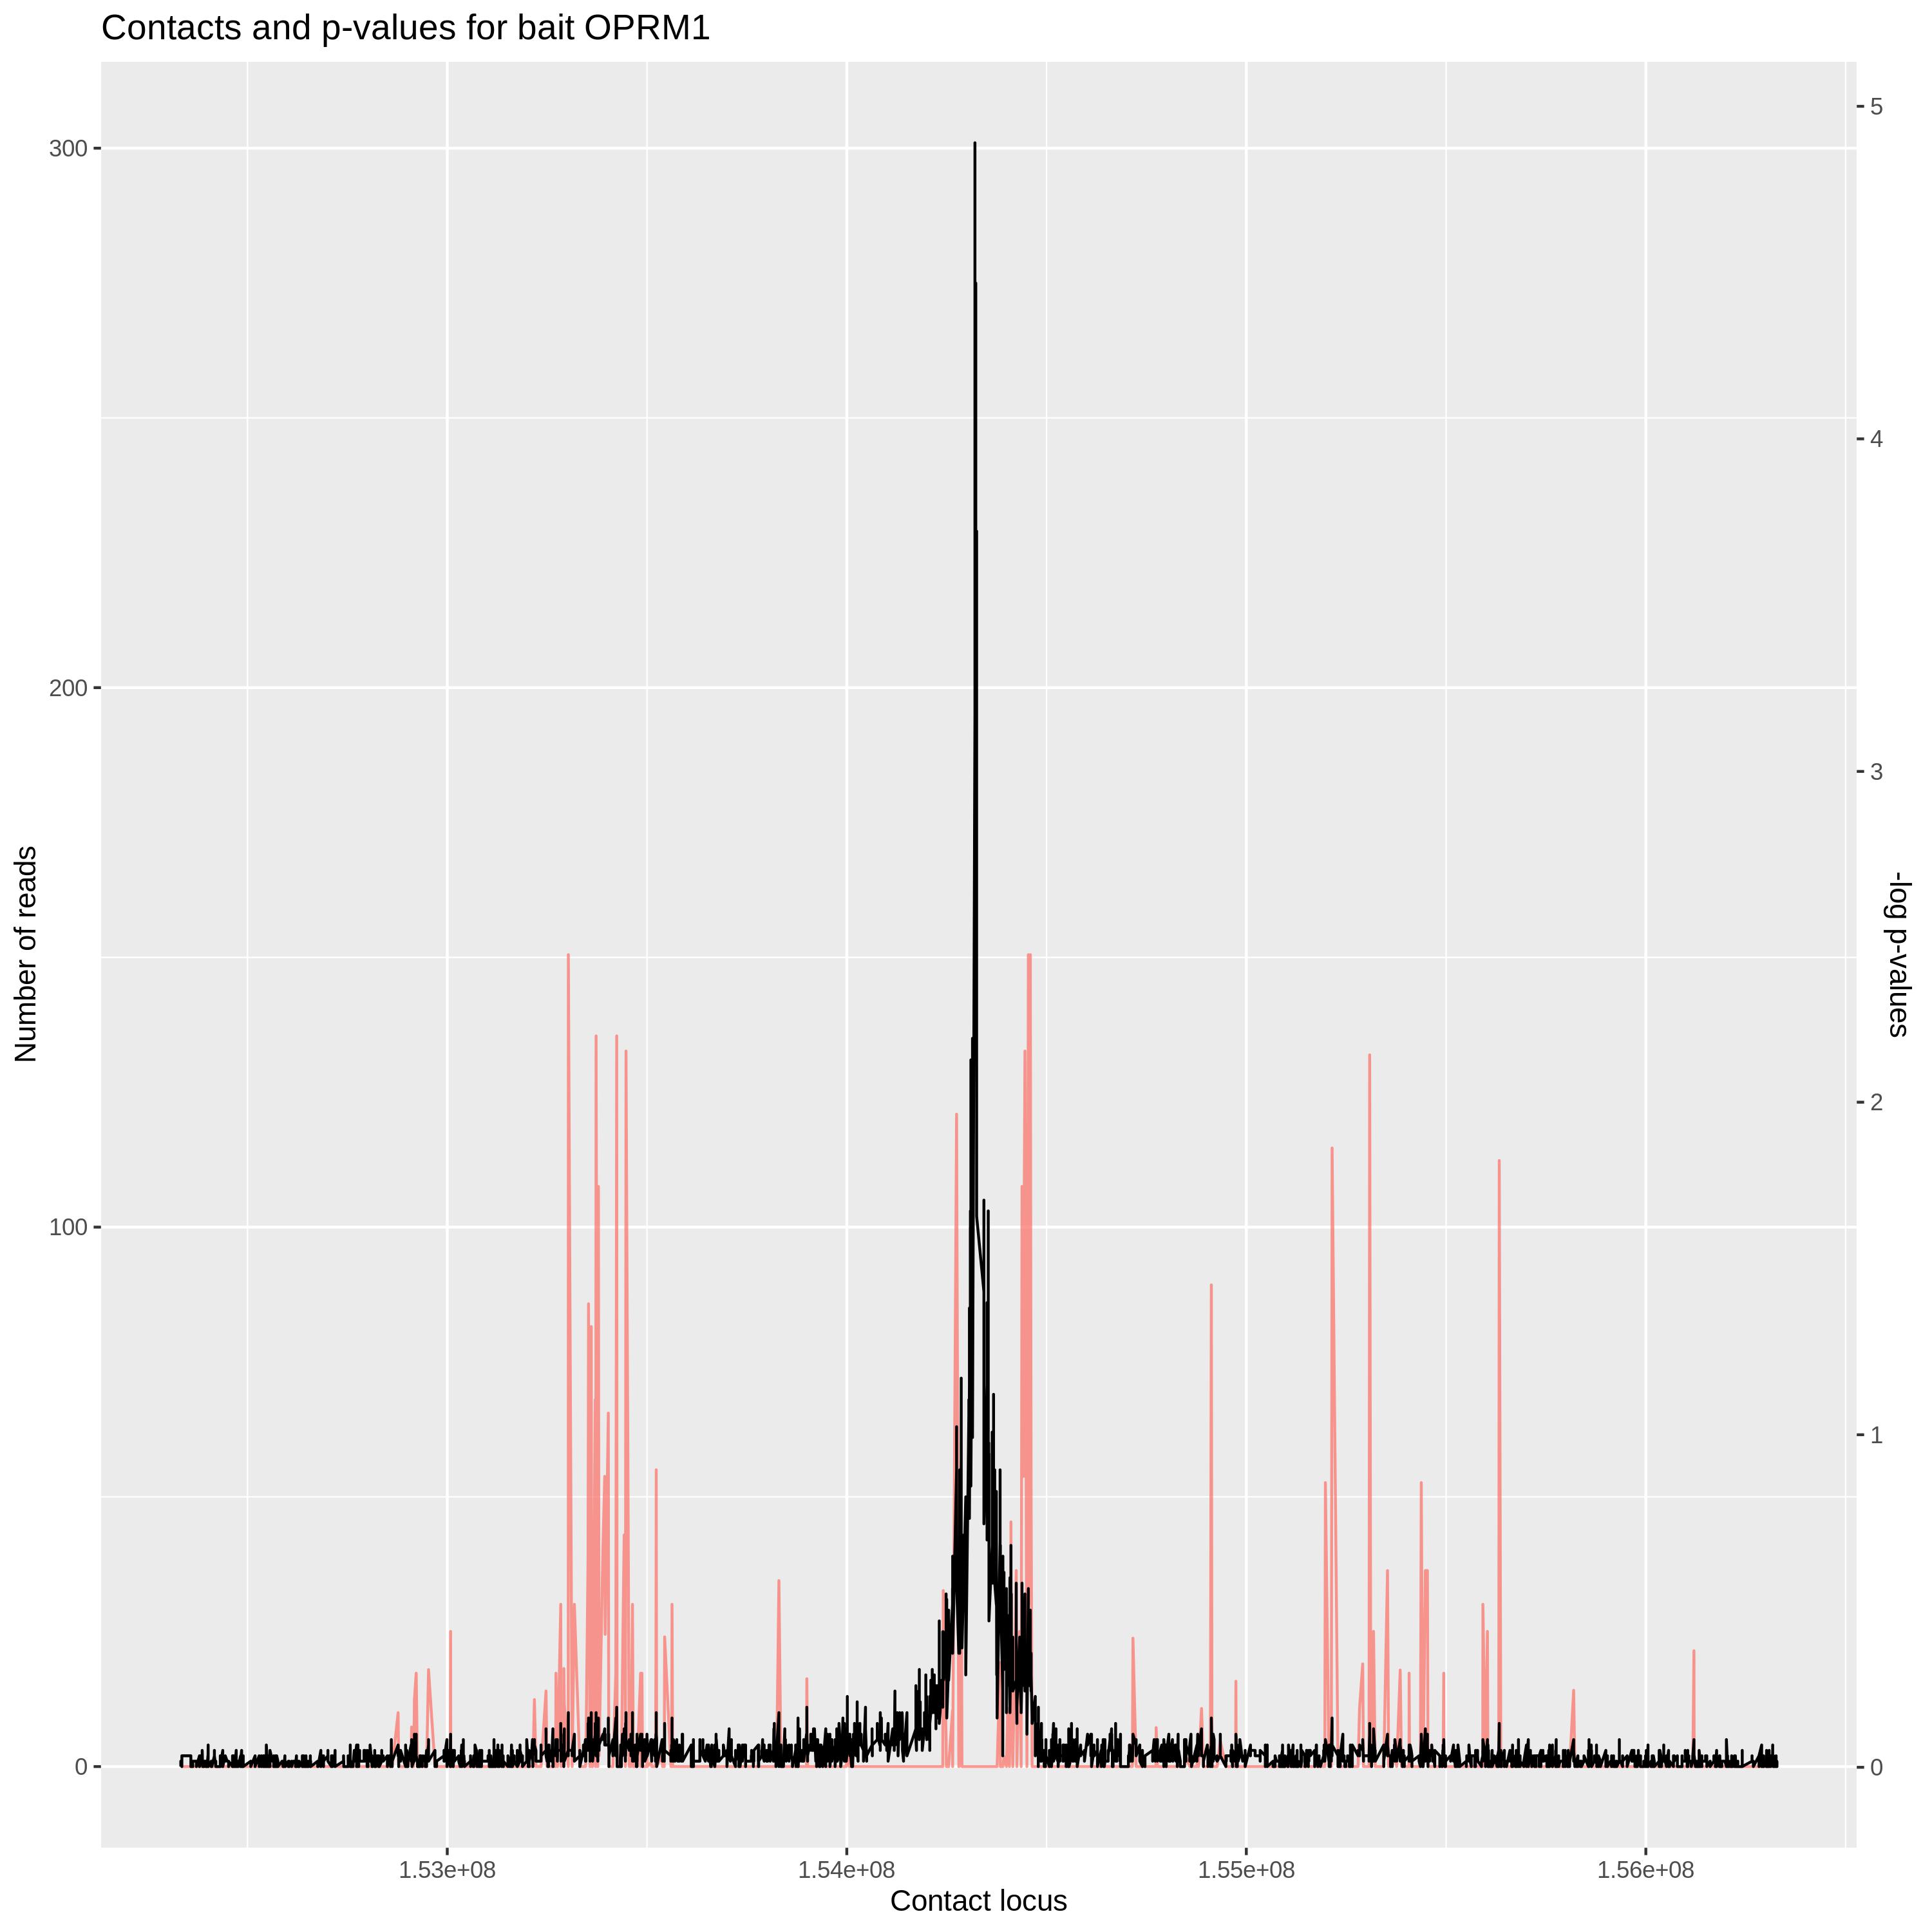 Contacts and p-values for bait OPRM1
300
200
100
0
Number of reads
5
4
3
2
1
0
-log p-values
1.53e+08
1.54e+08
1.55e+08
1.56e+08
Contact locus